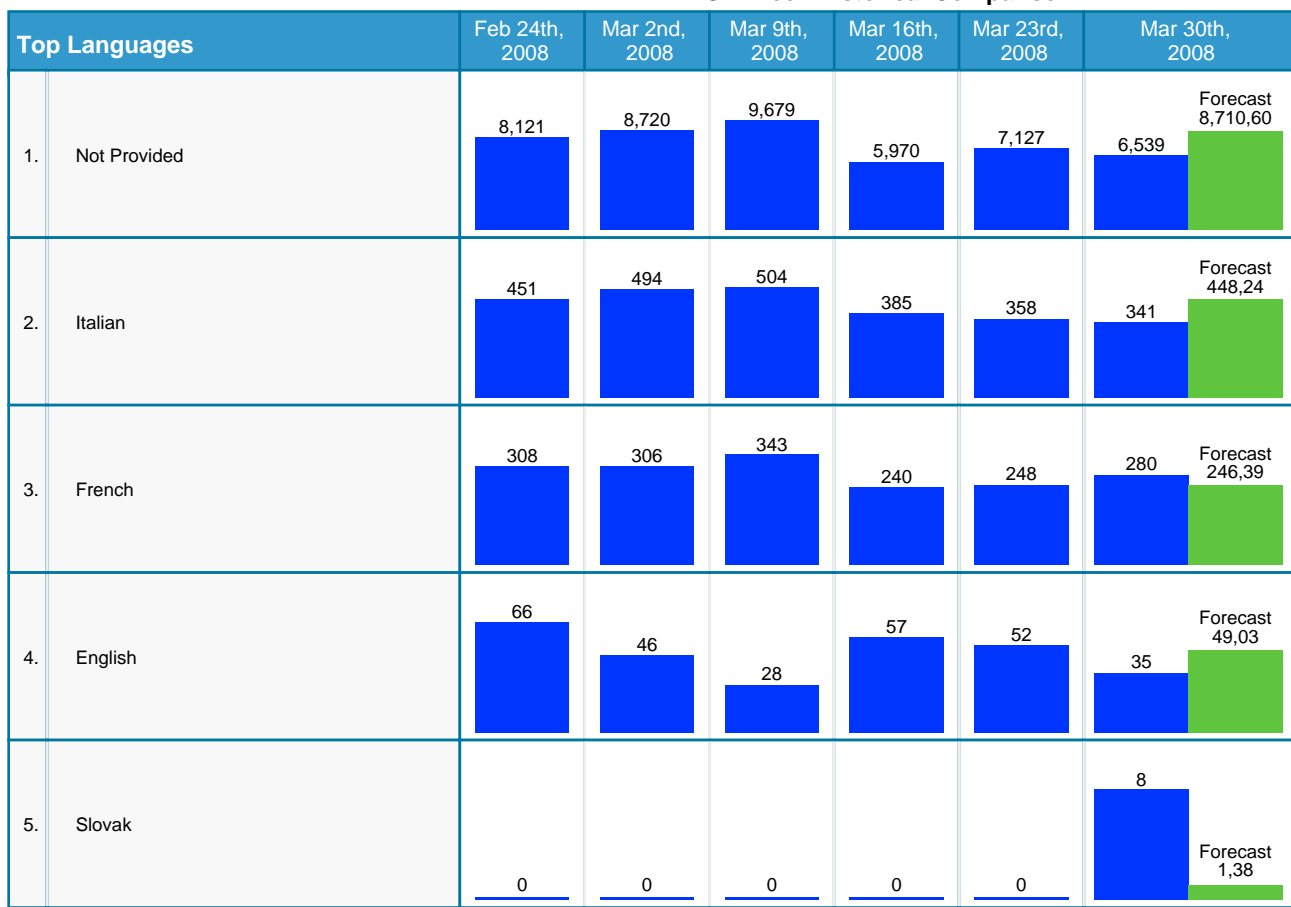 Top Languages
Feb 24th, 2008
Mar 2nd, 2008
Mar 9th, 2008
Mar 16th, 2008
Mar 23rd, 2008
Mar 30th, 2008
1. Not Provided
8,121
8,720
9,679
5,970
7,127
6,539
Forecast
8,710,60
2. Italian
451
494
504
385
358
341
Forecast
448,24
3. French
308
306
343
240
248
280
Forecast
246,39
4. English
66
46
28
57
52
35
Forecast
49,03
5. Slovak
0
0
0
0
0
8
Forecast
1,38